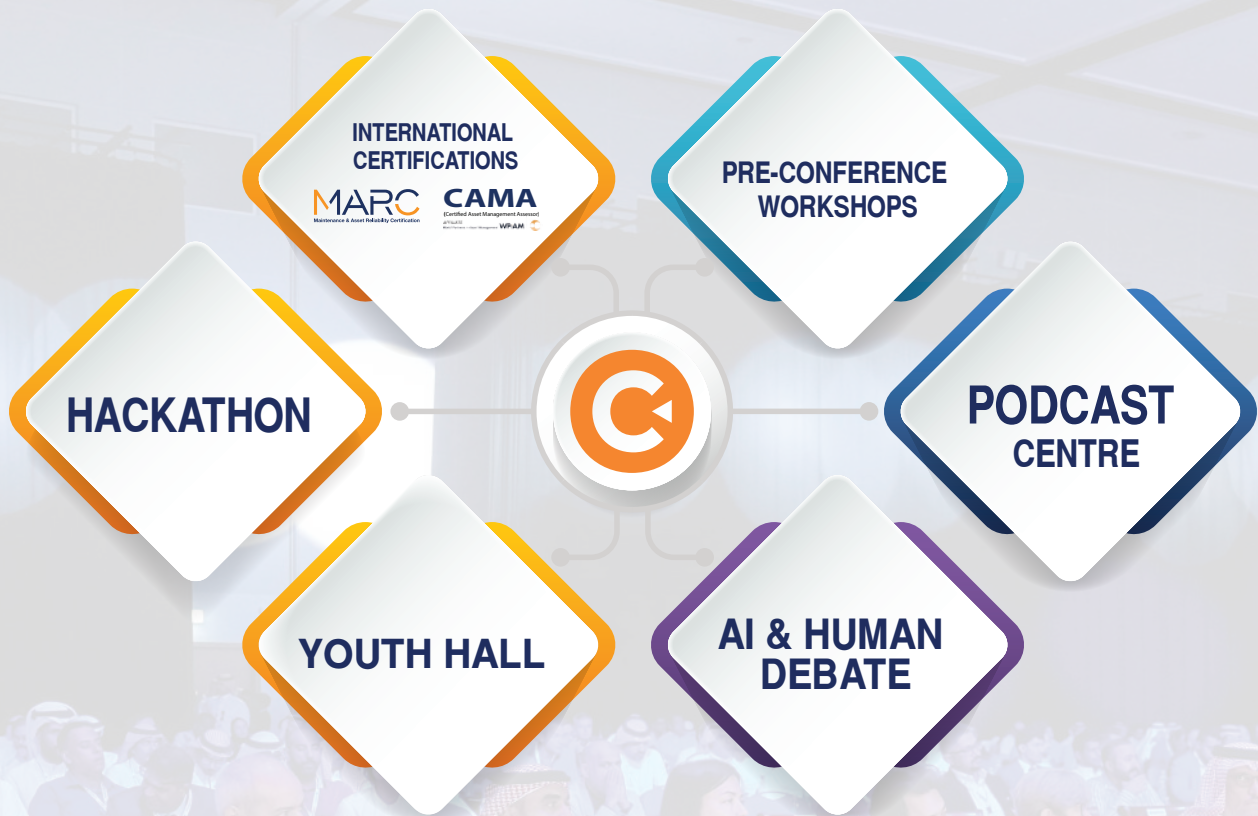 INTERNATIONAL
CERTIFICATIONS
MARC
Maintenance & Asset Reliability Certification
CAMA
(Certified Asset Management Assessor)
WPiAM
PRE-CONFERENCE
WORKSHOPS
HACKATHON
PODCAST
CENTRE
YOUTH HALL
AI & HUMAN
DEBATE